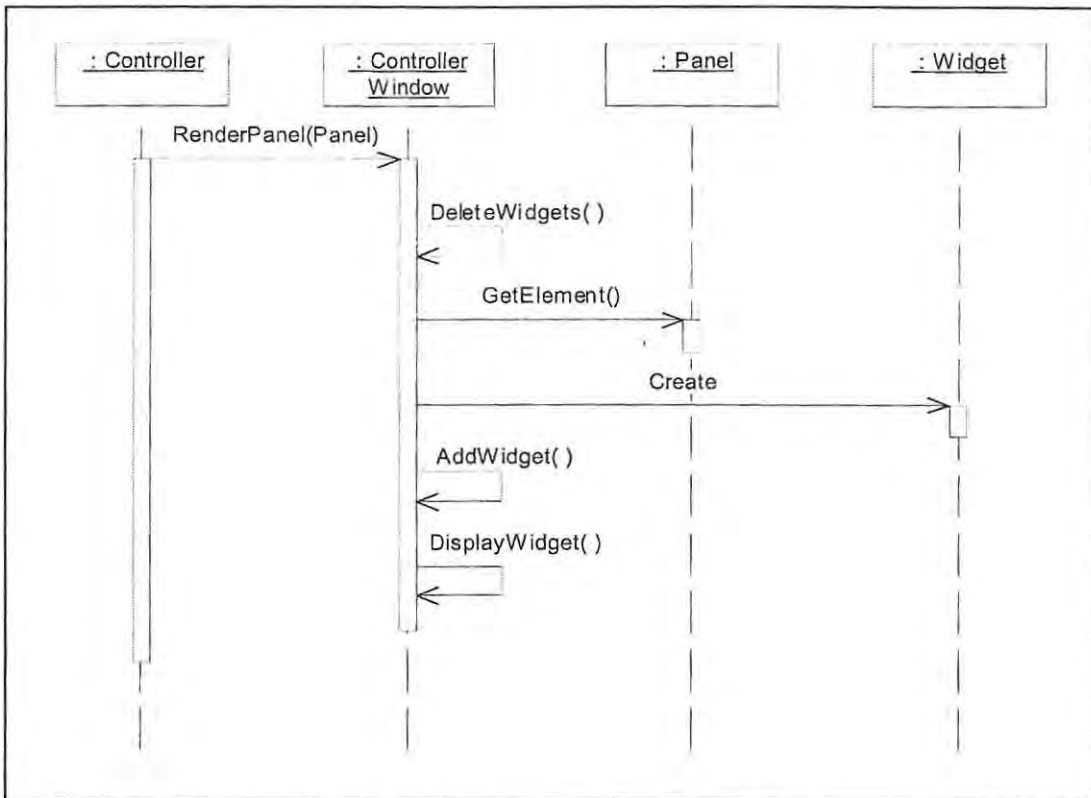 : Controller
: Controller
Window
: Panel
: Widget
RenderPanel(Panel)
DeleteWidgets( )
GetElement()
Create
AddWidget( )
DisplayWidget( )